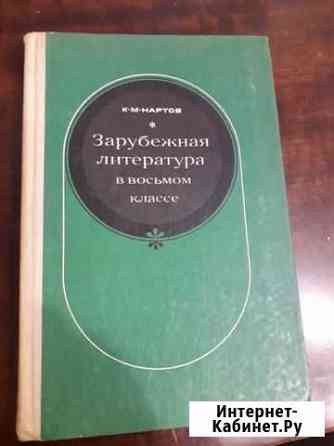 К·М·НАРТОВ
Зарубежная
литература
в восьмом
классе
Интернет-
Кабинет.Ру